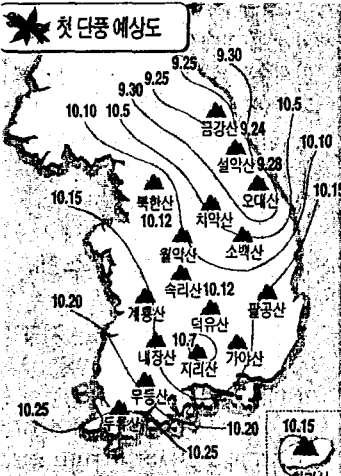 첫 단풍 예상도
9.25
9.30
9.25
9.30
10.5
10.10
10.5
10.10
10.15
금강산
9.24
설악산 9.28
오대산
북한산
10.12
치악산
소백산
월악산
10.15
속리산 10.12
계룡산
덕유산
팔공산
10.20
10.7
내장산
지리산
가야산
무등산
두륜산
10.25
10.20
10.25
10.15